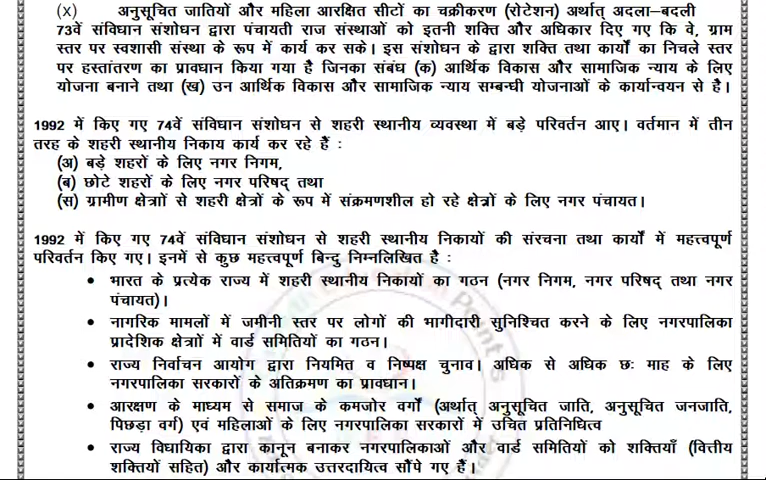 (x) अनुसूचित जातियों और महिला आरक्षित सीटों का चक्रीकरण (रोटेशन) अर्थात् अदला–बदली
73वें संविधान संशोधन द्वारा पंचायती राज संस्थाओं को इतनी शक्ति और अधिकार दिए गए कि वे, ग्राम
स्तर पर स्वशासी संस्था के रूप में कार्य कर सके। इस संशोधन के द्वारा शक्ति तथा कार्यों का निचले स्तर
पर हस्तांतरण का प्रावधान किया गया है जिनका संबंध (क) आर्थिक विकास और सामाजिक न्याय के लिए
योजना बनाने तथा (ख) उन आर्थिक विकास और सामाजिक न्याय सम्बन्धी योजनाओं के कार्यान्वयन से है।
1992 में किए गए 74वें संविधान संशोधन से शहरी स्थानीय व्यवस्था में बड़े परिवर्तन आए। वर्तमान में तीन
तरह के शहरी स्थानीय निकाय कार्य कर रहे हैं :
(अ) बड़े शहरों के लिए नगर निगम,
(ब) छोटे शहरों के लिए नगर परिषद् तथा
(स) ग्रामीण क्षेत्राों से शहरी क्षेत्रों के रूप में संक्रमणशील हो रहे क्षेत्रों के लिए नगर पंचायत।
1992 में किए गए 74वें संविधान संशोधन से शहरी स्थानीय निकायों की संरचना तथा कार्यों में महत्त्वपूर्ण
परिवर्तन किए गए। इनमें से कुछ महत्त्वपूर्ण बिन्दु निम्नलिखित है :
• भारत के प्रत्येक राज्य में शहरी स्थानीय निकायों का गठन (नगर निगम, नगर परिषद् तथा नगर
पंचायत)।
• नागरिक मामलों में जमीनी स्तर पर लोगों की भागीदारी सुनिश्चित करने के लिए नगरपालिका
प्रादेशिक क्षेत्राों में वार्ड समितियों का गठन।
• राज्य निर्वाचन आयोग द्वारा नियमित व निष्पक्ष चुनाव। अधिक से अधिक छः माह के लिए
नगरपालिका सरकारों के अतिक्रमण का प्रावधान।
• आरक्षण के माध्यम से समाज के कमजोर वर्गों (अर्थात् अनुसूचित जाति, अनुसूचित जनजाति,
पिछड़ा वर्ग) एवं महिलाओं के लिए नगरपालिका सरकारों में उचित प्रतिनिधित्व
• राज्य विधायिका द्वारा कानून बनाकर नगरपालिकाओं और वार्ड समितियों को शक्तियाँ (वित्तीय
शक्तियों सहित) और कार्यात्मक उत्तरदायित्व सौंपे गए हैं।